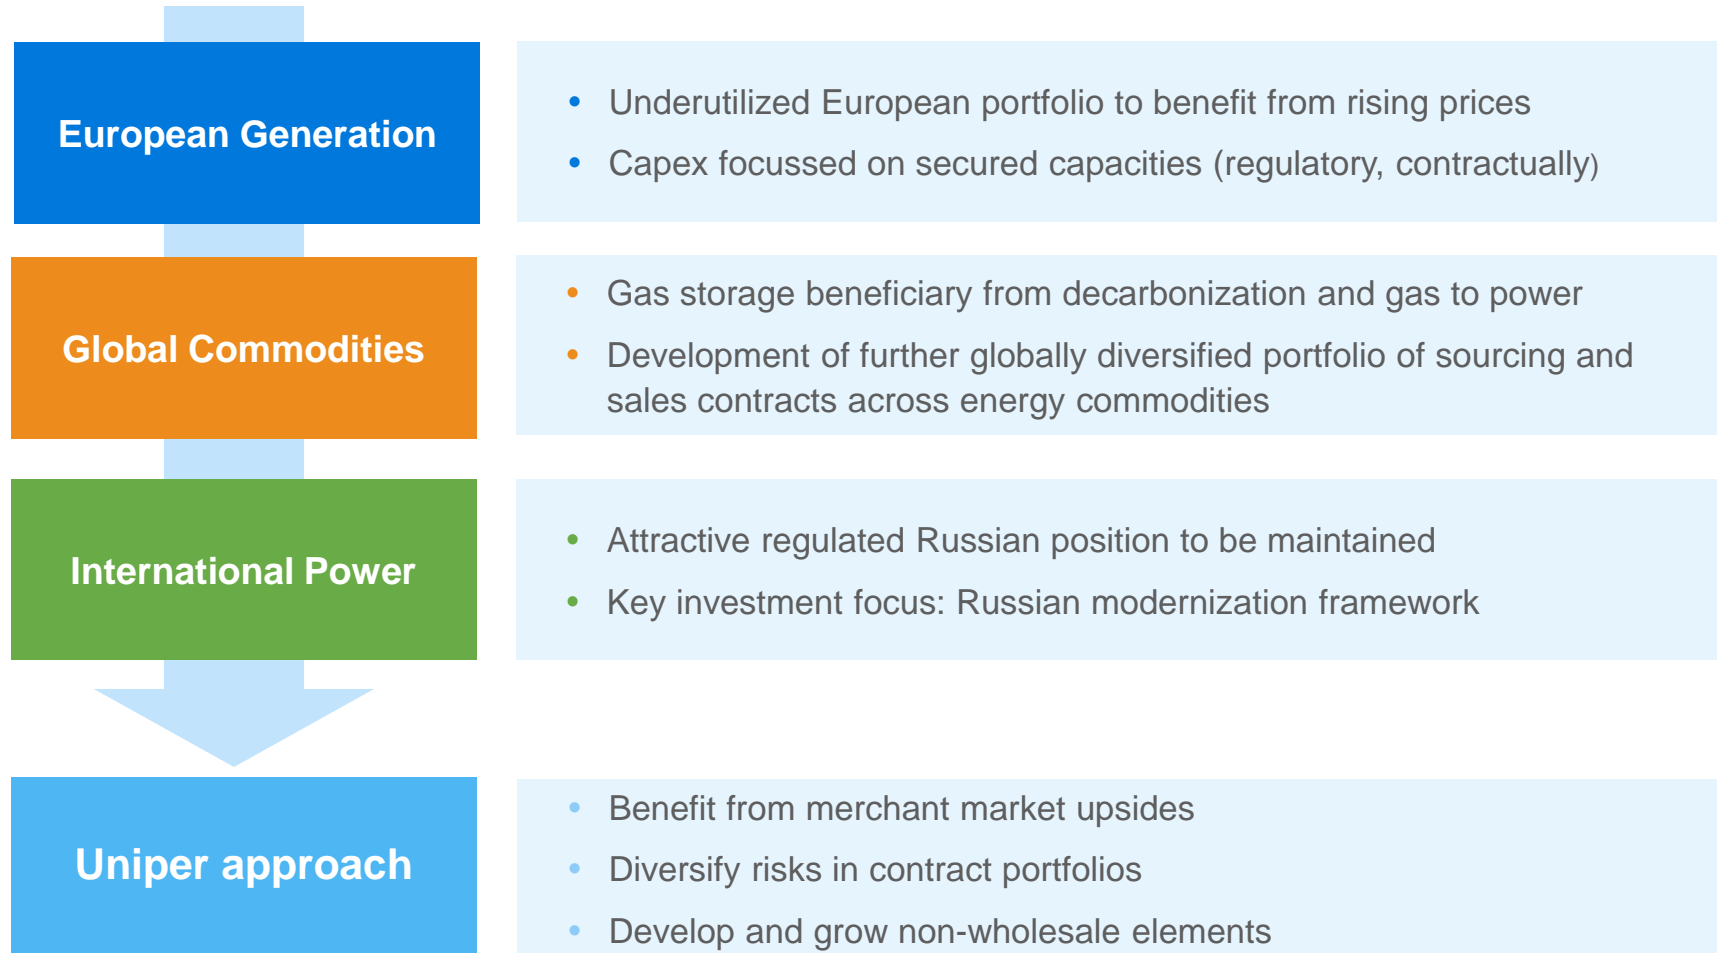 European Generation
• Underutilized European portfolio to benefit from rising prices
• Capex focussed on secured capacities (regulatory, contractually)
Global Commodities
• Gas storage beneficiary from decarbonization and gas to power
• Development of further globally diversified portfolio of sourcing and
sales contracts across energy commodities
International Power
• Attractive regulated Russian position to be maintained
• Key investment focus: Russian modernization framework
Uniper approach
• Benefit from merchant market upsides
• Diversify risks in contract portfolios
• Develop and grow non-wholesale elements